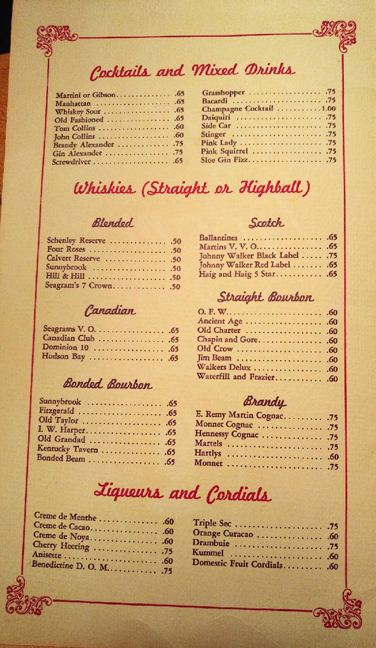 Cocktails and Mixed Drinks
Martini or Gibson .65
Manhattan .65
Whiskey Sour .65
Old Fashioned .65
Tom Collins .60
John Collins .60
Brandy Alexander .75
Gin Alexander .75
Screwdriver .65
Grasshopper .75
Bacardi .75
Champagne Cocktail 1.00
Daiquiri .75
Side Car .75
Stinger .75
Pink Lady .75
Pink Squirrel .75
Sloe Gin Fizz .75
Whiskies (Straight or Highball)
Blended
Schenley Reserve .50
Four Roses .50
Calvert Reserve .50
Sunnybrook .50
Hill & Hill .50
Seagram's 7 Crown .50
Canadian
Seagrams V. O. .65
Canadian Club .65
Dominion 10 .65
Hudson Bay .65
Bonded Bourbon
Sunnybrook .65
Fitzgerald .65
Old Taylor .65
I. W. Harper .65
Old Grandad .65
Kentucky Tavern .65
Bonded Beam .65
Scotch
Ballantines .65
Martins V. V. O. .65
Johnny Walker Black Label .75
Johnny Walker Red Label .65
Haig and Haig 5 Star .65
Straight Bourbon
O. F. W. .60
Ancient Age .60
Old Charter .60
Chapin and Gore .60
Old Crow .60
Jim Beam .60
Walkers Delux .60
Waterfill and Frazier .60
Brandy
E. Remy Martin Cognac .75
Monnet Cognac .75
Hennessy Cognac .75
Martels .75
Hartlys .60
Monnet .75
Liqueurs and Cordials
Creme de Menthe .60
Creme de Cacao .60
Creme de Noya .60
Cherry Heering .75
Anisette .60
Benedictine D. O. M. .75
Triple Sec .75
Orange Curacao .60
Drambuie .75
Kummel .60
Domestic Fruit Cordials .60